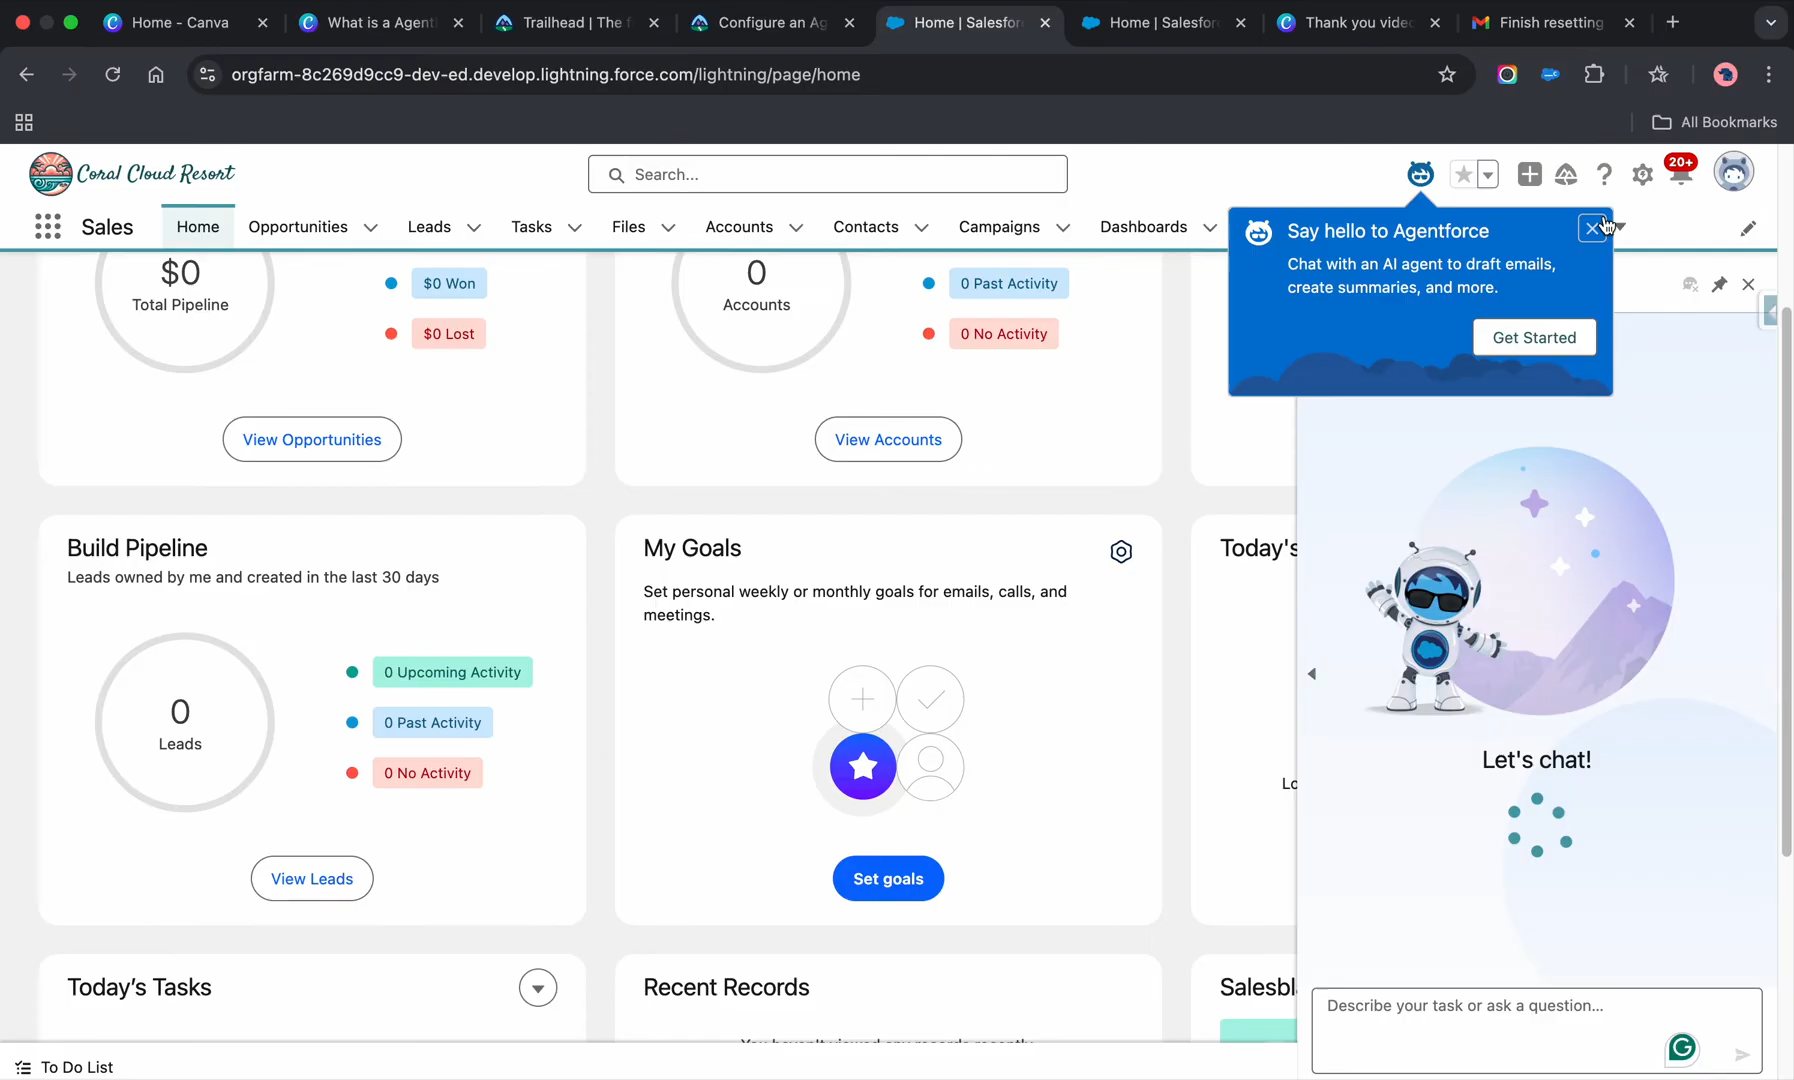 Home - Canva
What is a Agent
Trailhead | The f
Configure an Ag
Home | Salesfor
Home | Salesfor
Thank you vide
Finish resetting
orgfarm-8c269d9cc9-dev-ed.develop.lightning.force.com/lightning/page/home
All Bookmarks
Coral Cloud Resort
Search...
20+
Sales
Home
Opportunities
Leads
Tasks
Files
Accounts
Contacts
Campaigns
Dashboards
Say hello to Agentforce
Chat with an AI agent to draft emails,
create summaries, and more.
Get Started
$0
Total Pipeline
$0 Won
$0 Lost
View Opportunities
0
Accounts
0 Past Activity
0 No Activity
View Accounts
Build Pipeline
Leads owned by me and created in the last 30 days
0
Leads
0 Upcoming Activity
0 Past Activity
0 No Activity
View Leads
My Goals
Set personal weekly or monthly goals for emails, calls, and
meetings.
Set goals
Today's
Lo
Let's chat!
Today's Tasks
Recent Records
Salesbl
Describe your task or ask a question...
To Do List